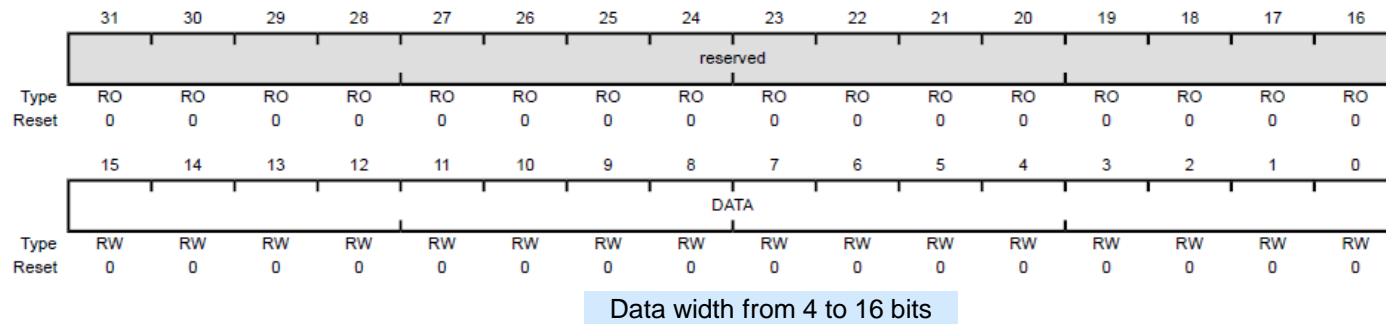 31 30 29 28 27 26 25 24 23 22 21 20 19 18 17 16
reserved
Type RO RO RO RO RO RO RO RO RO RO RO RO RO RO RO RO
Reset 0 0 0 0 0 0 0 0 0 0 0 0 0 0 0 0
15 14 13 12 11 10 9 8 7 6 5 4 3 2 1 0
DATA
Type RW RW RW RW RW RW RW RW RW RW RW RW RW RW RW RW
Reset 0 0 0 0 0 0 0 0 0 0 0 0 0 0 0 0
Data width from 4 to 16 bits